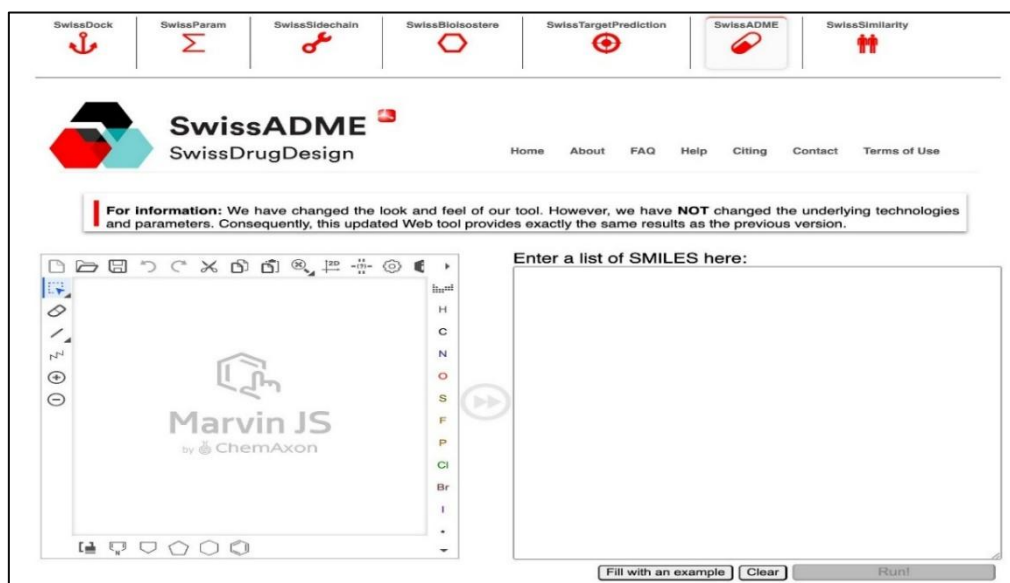 SwissDock SwissParam SwissSidechain SwissBioisostere SwissTargetPrediction SwissADME SwissSimilarity
SwissADME
SwissDrugDesign
Home About FAQ Help Citing Contact Terms of Use
For information: We have changed the look and feel of our tool. However, we have NOT changed the underlying technologies
and parameters. Consequently, this updated Web tool provides exactly the same results as the previous version.
Enter a list of SMILES here:
2D
H
C
N
O
S
F
P
Cl
Br
I
Marvin JS
by ChemAxon
Fill with an example Clear Run!